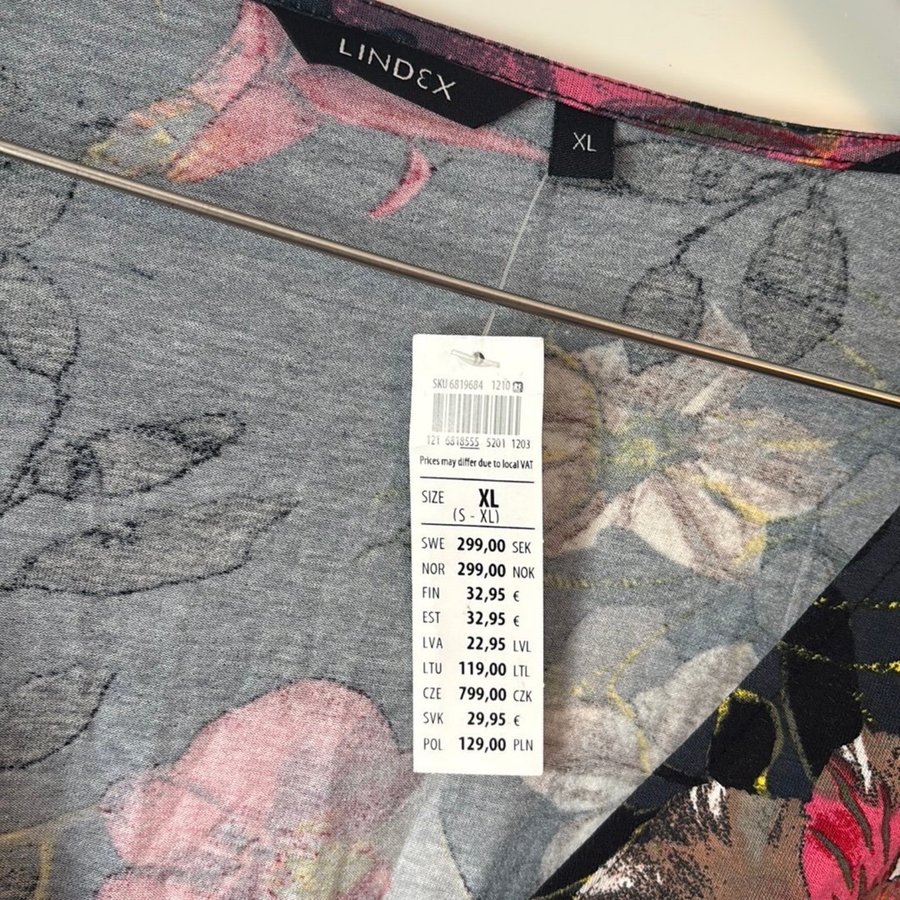 LINDEX
XL
SKU 6819684 1210
121 6818555 5201 1203
Prices may differ due to local VAT
SIZE XL
(S - XL)
SWE 299,00 SEK
NOR 299,00 NOK
FIN 32,95 €
EST 32,95 €
LVA 22,95 LVL
LTU 119,00 LTL
CZE 799,00 CZK
SVK 29,95 €
POL 129,00 PLN